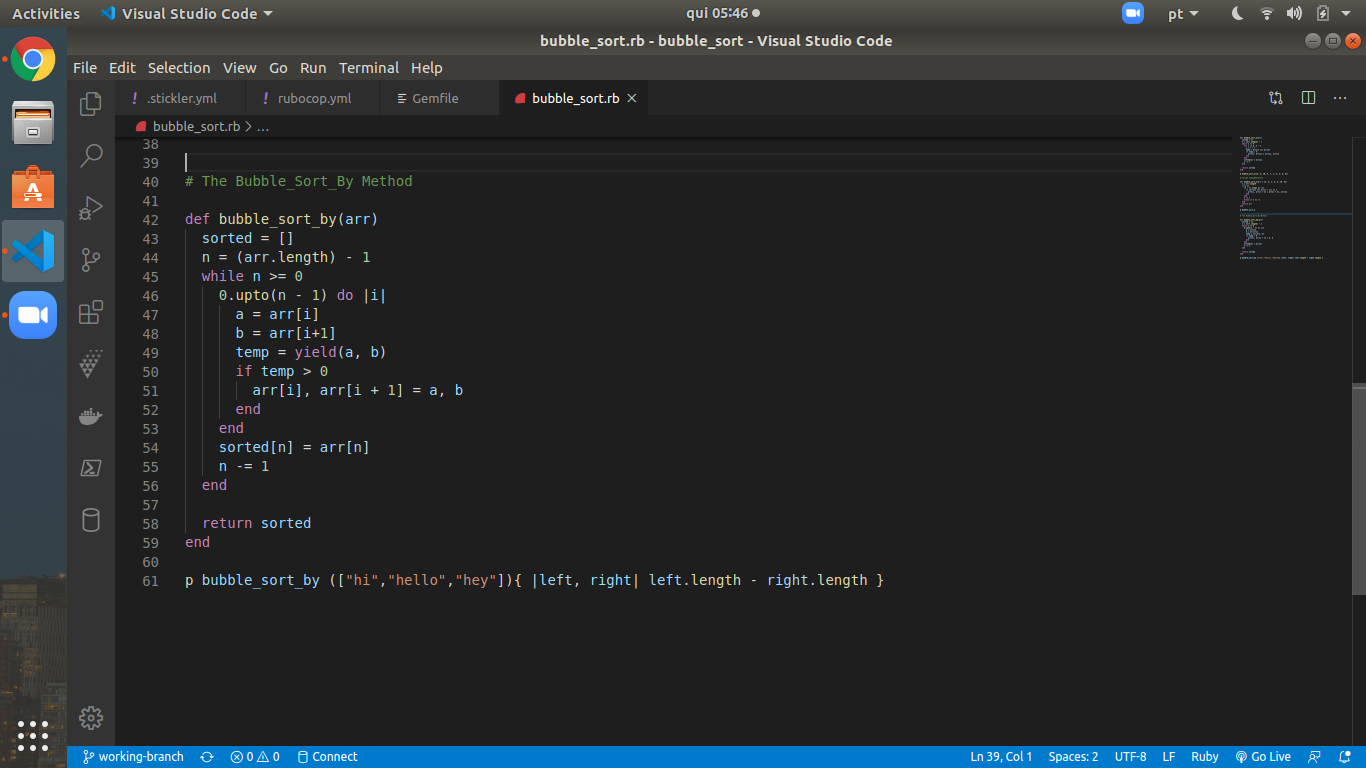 Activities
Visual Studio Code
qui 05:46
pt
bubble_sort.rb - bubble_sort - Visual Studio Code
File Edit Selection View Go Run Terminal Help
! .stickler.yml
! rubocop.yml
Gemfile
bubble_sort.rb
bubble_sort.rb > ...
38
39
40 # The Bubble_Sort_By Method
41
42 def bubble_sort_by(arr)
43   sorted = []
44   n = (arr.length) - 1
45   while n >= 0
46     0.upto(n - 1) do |i|
47       a = arr[i]
48       b = arr[i+1]
49       temp = yield(a, b)
50       if temp > 0
51         arr[i], arr[i + 1] = a, b
52       end
53     end
54     sorted[n] = arr[n]
55     n -= 1
56   end
57
58   return sorted
59 end
60
61 p bubble_sort_by (["hi","hello","hey"]){ |left, right| left.length - right.length }
working-branch 0 0 Connect Ln 39, Col 1 Spaces: 2 UTF-8 LF Ruby Go Live